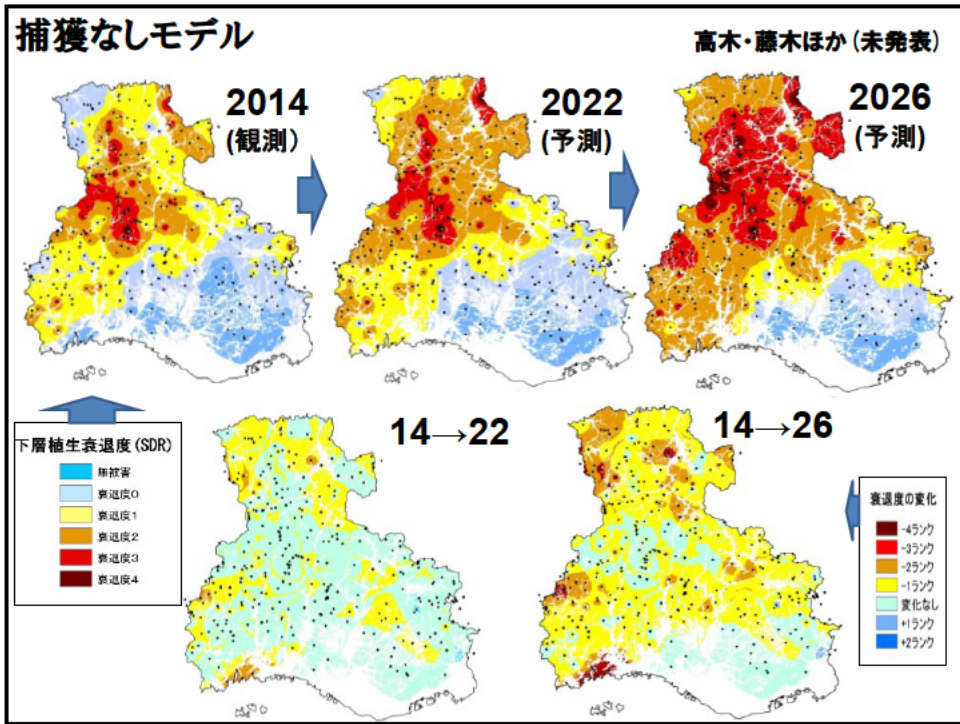 捕獲なしモデル
高木・藤木ほか(未発表)
2014
(観測)
2022
(予測)
2026
(予測)
下層植生衰退度(SDR)
無被害
衰退度0
衰退度1
衰退度2
衰退度3
衰退度4
14→22
14→26
衰退度の変化
-4ランク
-3ランク
-2ランク
-1ランク
変化なし
+1ランク
+2ランク